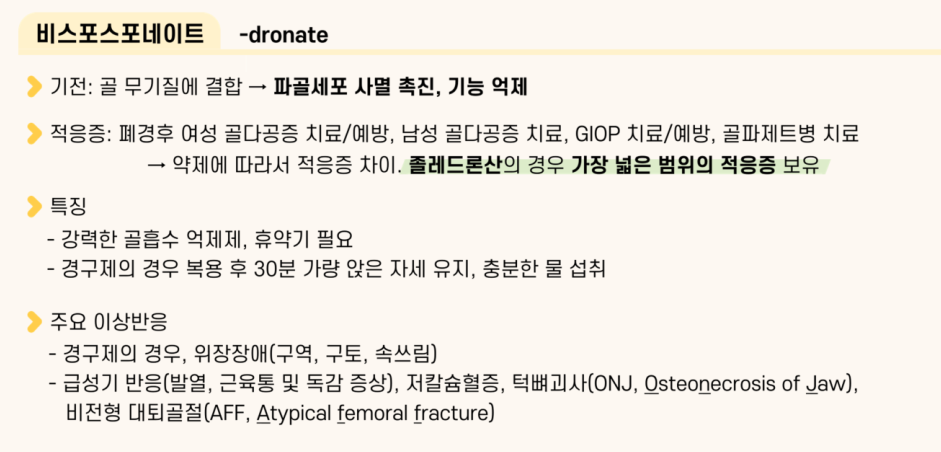 비스포스포네이트 -dronate
기전: 골 무기질에 결합 → 파골세포 사멸 촉진, 기능 억제
적응증: 폐경후 여성 골다공증 치료/예방, 남성 골다공증 치료, GIOP 치료/예방, 골파제트병 치료
→ 약제에 따라서 적응증 차이. 졸레드론산의 경우 가장 넓은 범위의 적응증 보유
특징
- 강력한 골흡수 억제제, 휴약기 필요
- 경구제의 경우 복용 후 30분 가량 앉은 자세 유지, 충분한 물 섭취
주요 이상반응
- 경구제의 경우, 위장장애(구역, 구토, 속쓰림)
- 급성기 반응(발열, 근육통 및 독감 증상), 저칼슘혈증, 턱뼈괴사(ONJ, Osteonecrosis of Jaw),
비전형 대퇴골절(AFF, Atypical femoral fracture)